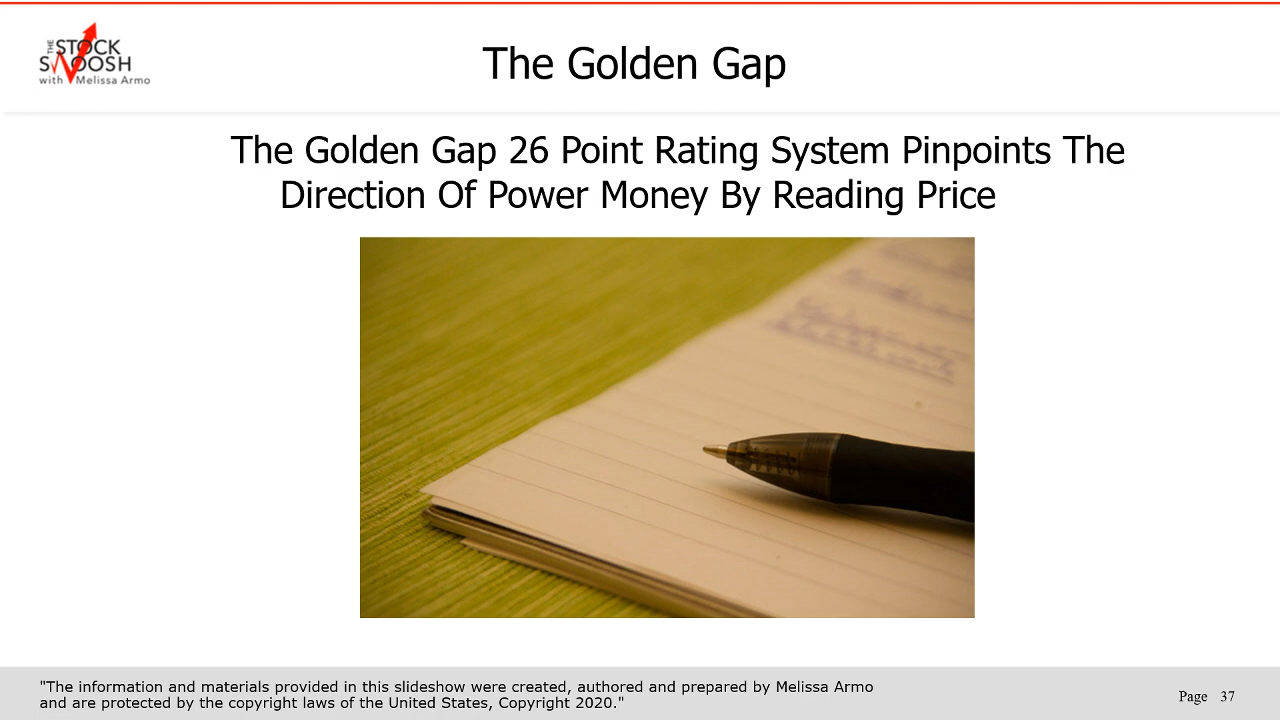 THE STOCK
SWOOSH
with Melissa Armo
The Golden Gap
The Golden Gap 26 Point Rating System Pinpoints The
Direction Of Power Money By Reading Price
"The information and materials provided in this slideshow were created, authored and prepared by Melissa Armo
and are protected by the copyright laws of the United States, Copyright 2020."
Page 37